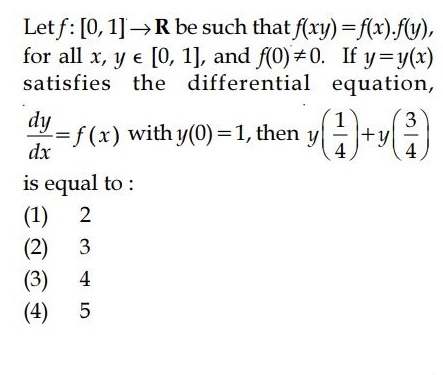 Let f : [0, 1] → R be such that f(xy) = f(x).f(y),
for all x, y ϵ [0, 1], and f(0) ≠ 0. If y = y(x)
satisfies the differential equation,
dy/dx = f(x) with y(0) = 1, then y(1/4) + y(3/4)
is equal to :
(1) 2
(2) 3
(3) 4
(4) 5